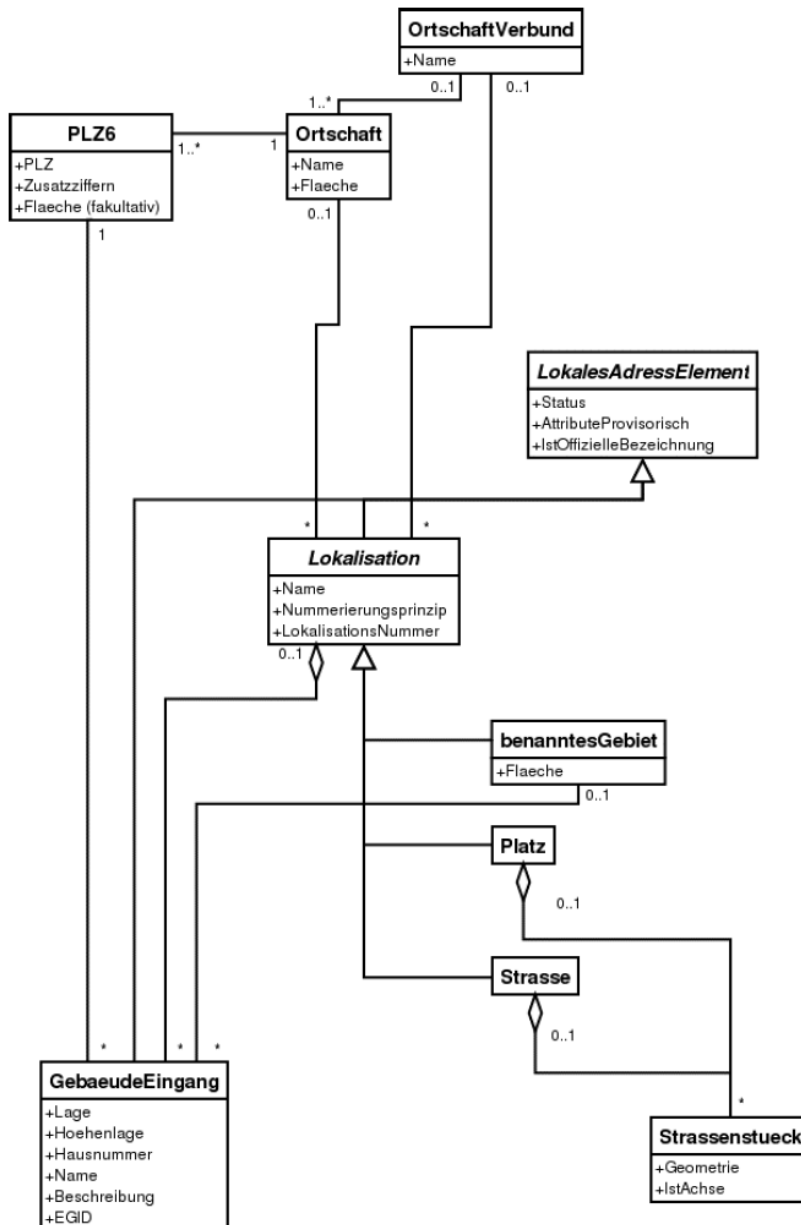 OrtschaftVerbund
+Name
0..1
0..1
1..*
PLZ6
+PLZ
+Zusatzziffern
+Flaeche (fakultativ)
1..*
1
Ortschaft
+Name
+Flaeche
1
0..1
LokalesAdressElement
+Status
+AttributeProvisorisch
+IstOffizielleBezeichnung
*
*
Lokalisation
+Name
+Nummerierungsprinzip
+LokalisationsNummer
0..1
benanntesGebiet
+Flaeche
0..1
Platz
0..1
Strasse
0..1
*
*
*
GebaeudeEingang
+Lage
+Hoehenlage
+Hausnummer
+Name
+Beschreibung
+EGID
*
Strassenstueck
+Geometrie
+IstAchse